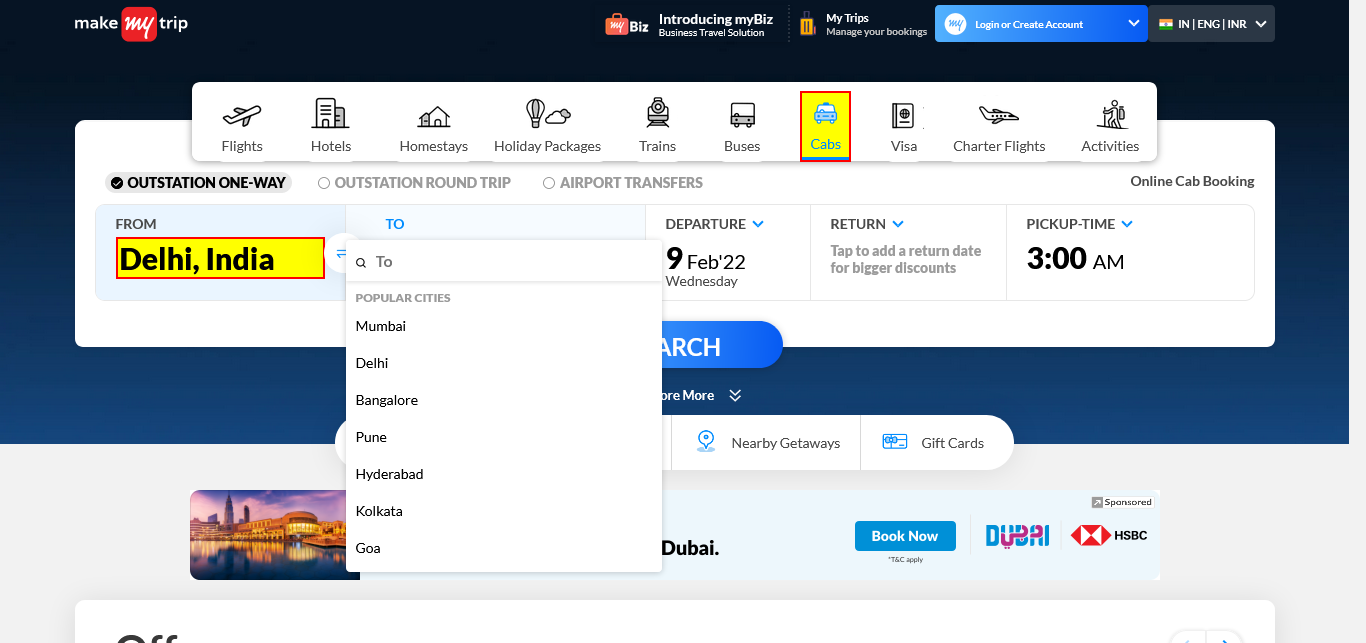 make my trip
my Biz
Introducing myBiz
Business Travel Solution
My Trips
Manage your bookings
my
Login or Create Account
IN | ENG | INR
Flights
Hotels
Homestays
Holiday Packages
Trains
Buses
Cabs
Visa
Charter Flights
Activities
OUTSTATION ONE-WAY
OUTSTATION ROUND TRIP
AIRPORT TRANSFERS
Online Cab Booking
FROM
Delhi, India
TO
To
POPULAR CITIES
Mumbai
Delhi
Bangalore
Pune
Hyderabad
Kolkata
Goa
DEPARTURE
9 Feb'22
Wednesday
RETURN
Tap to add a return date
for bigger discounts
PICKUP-TIME
3:00 AM
ARCH
ore More
Nearby Getaways
Gift Cards
Dubai.
Book Now
*T&C apply
Sponsored
DUBAI
HSBC
Off